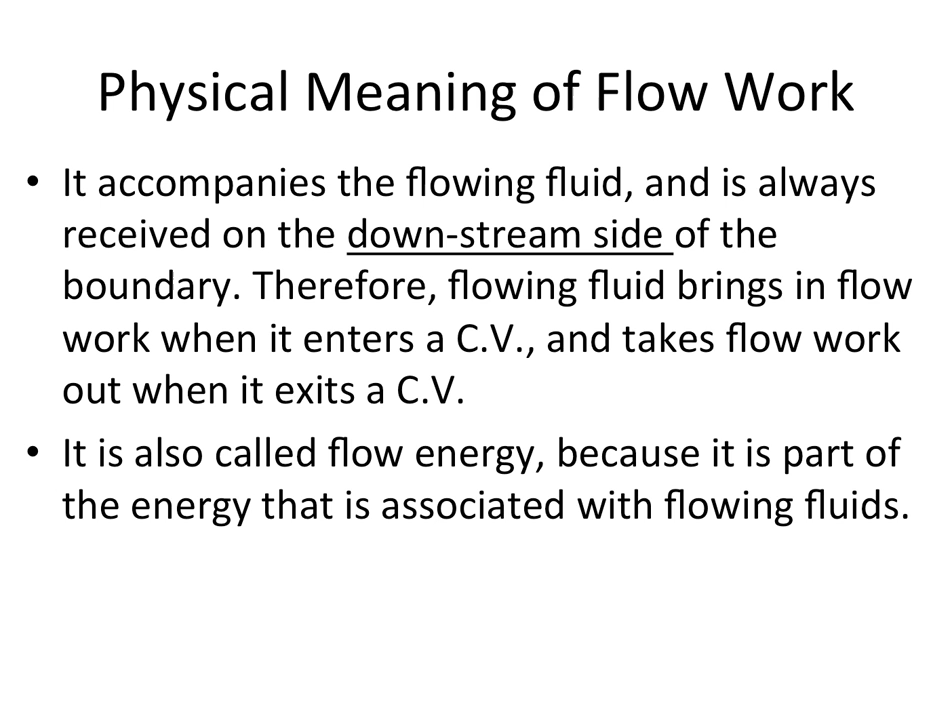 Physical Meaning of Flow Work
• It accompanies the flowing fluid, and is always
received on the down-stream side of the
boundary. Therefore, flowing fluid brings in flow
work when it enters a C.V., and takes flow work
out when it exits a C.V.
• It is also called flow energy, because it is part of
the energy that is associated with flowing fluids.